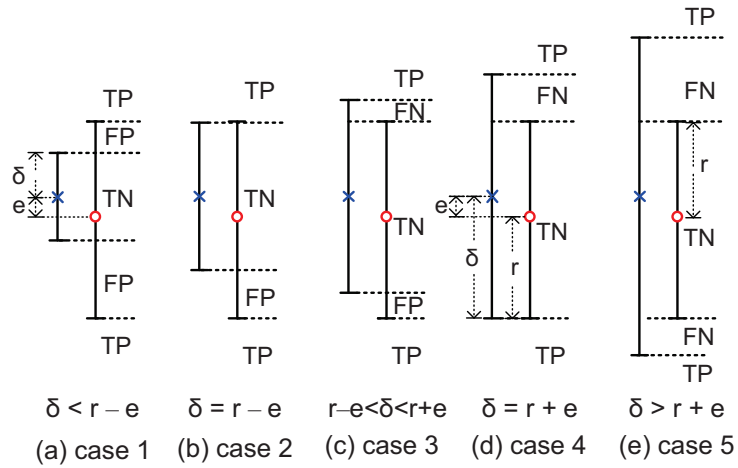 TP
FP
δ
e
TN
FP
TP
δ < r – e
(a) case 1
TP
TN
FP
TP
δ = r – e
(b) case 2
TP
FN
TN
FP
TP
r–e<δ<r+e
(c) case 3
TP
FN
e
δ
r
TN
TP
δ = r + e
(d) case 4
TP
FN
r
TN
FN
TP
δ > r + e
(e) case 5